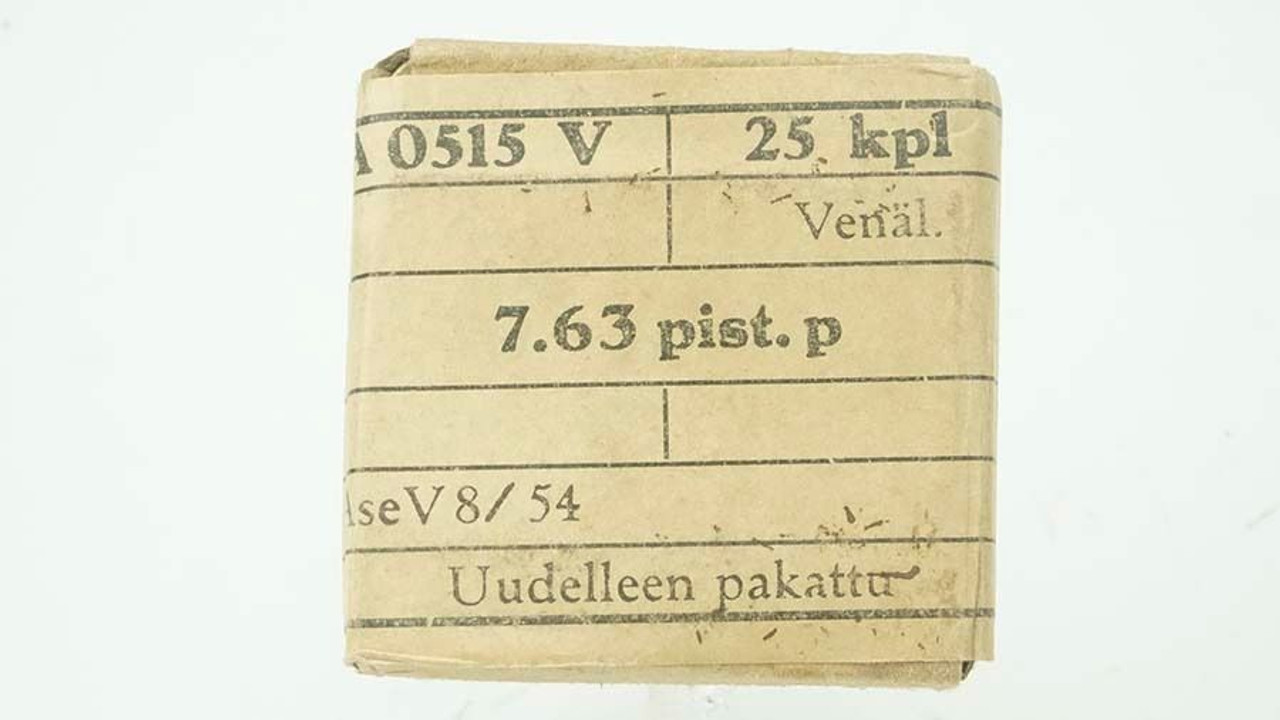 A 0515 V 25 kpl
Venäl.
7.63 pist. p
AseV 8/54
Uudelleen pakattu